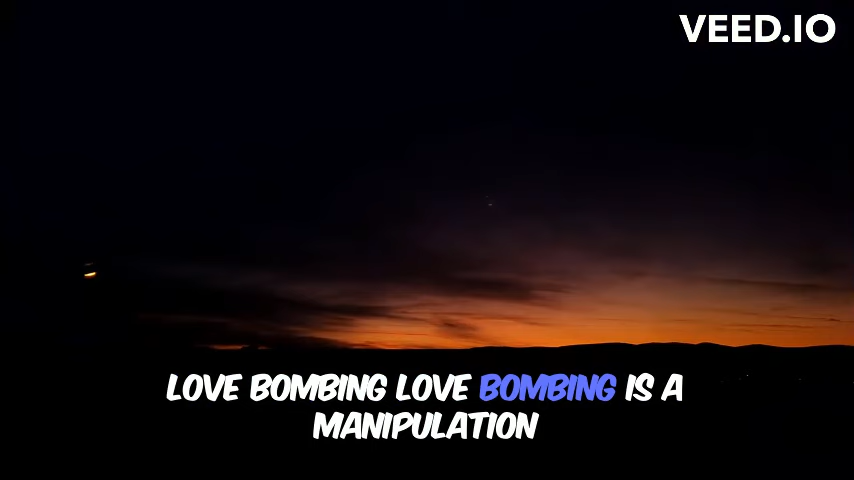 VEED.IO
LOVE BOMBING LOVE BOMBING IS A
MANIPULATION